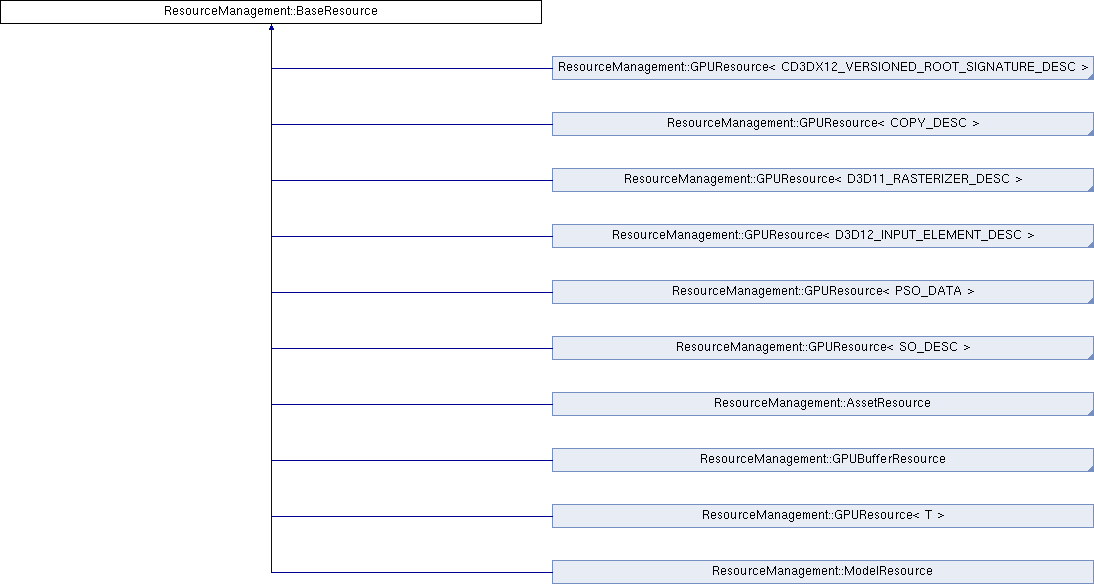 ResourceManagement::BaseResource
ResourceManagement::GPUResource< CD3DX12_VERSIONED_ROOT_SIGNATURE_DESC >
ResourceManagement::GPUResource< COPY_DESC >
ResourceManagement::GPUResource< D3D11_RASTERIZER_DESC >
ResourceManagement::GPUResource< D3D12_INPUT_ELEMENT_DESC >
ResourceManagement::GPUResource< PSO_DATA >
ResourceManagement::GPUResource< SO_DESC >
ResourceManagement::AssetResource
ResourceManagement::GPUBufferResource
ResourceManagement::GPUResource< T >
ResourceManagement::ModelResource